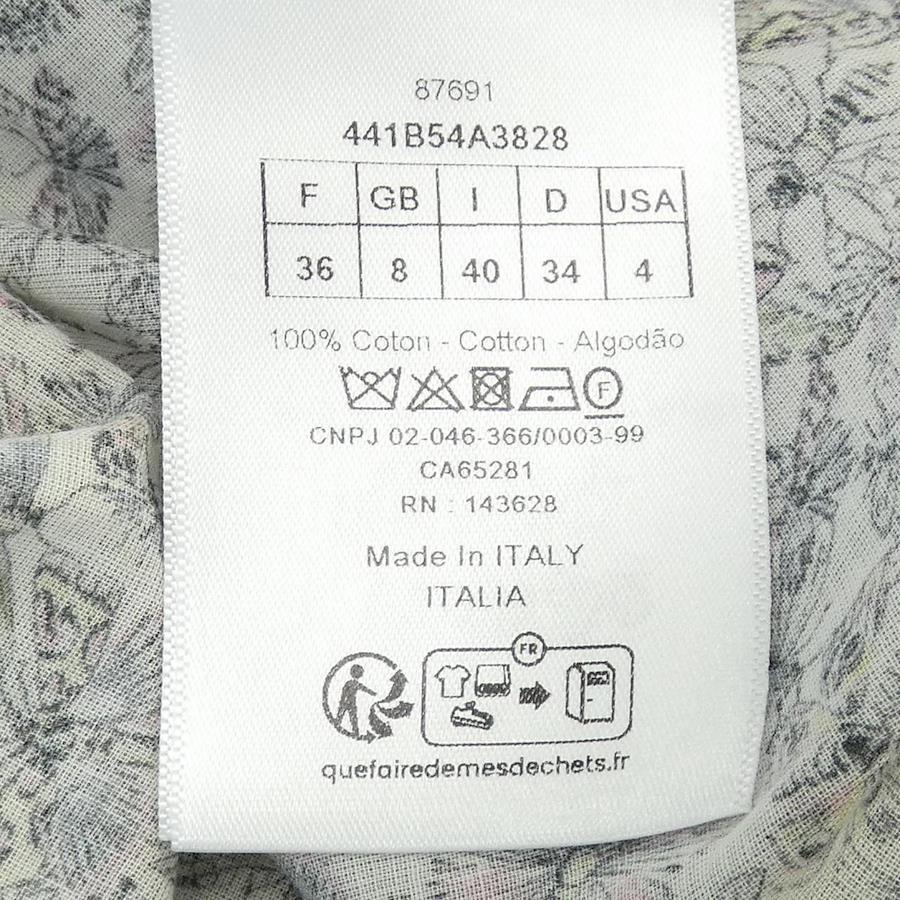 87691
441B54A3828
F GB I D USA
36 8 40 34 4
100% Coton - Cotton - Algodão
F
CNPJ 02-046-366/0003-99
CA65281
RN : 143628
Made In ITALY
ITALIA
FR
quefairedemesdechets.fr